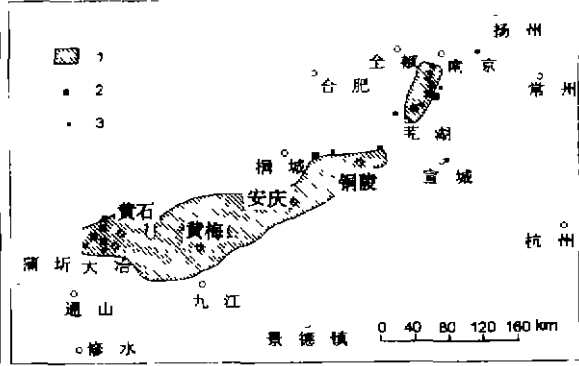 扬州
1
全椒 南京
2
合肥 常州
3
芜湖
桐城 宣城
铜陵
安庆
黄石
黄梅
杭州
蒲圻 大冶
通山 九江
0 40 80 120 160 km
景德镇
修水